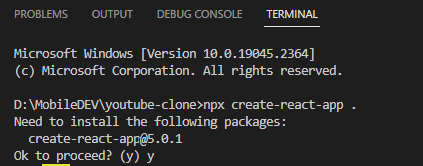 PROBLEMS OUTPUT DEBUG CONSOLE TERMINAL
Microsoft Windows [Version 10.0.19045.2364]
(c) Microsoft Corporation. All rights reserved.
D:\MobileDEV\youtube-clone>npx create-react-app .
Need to install the following packages:
create-react-app@5.0.1
Ok to proceed? (y) y